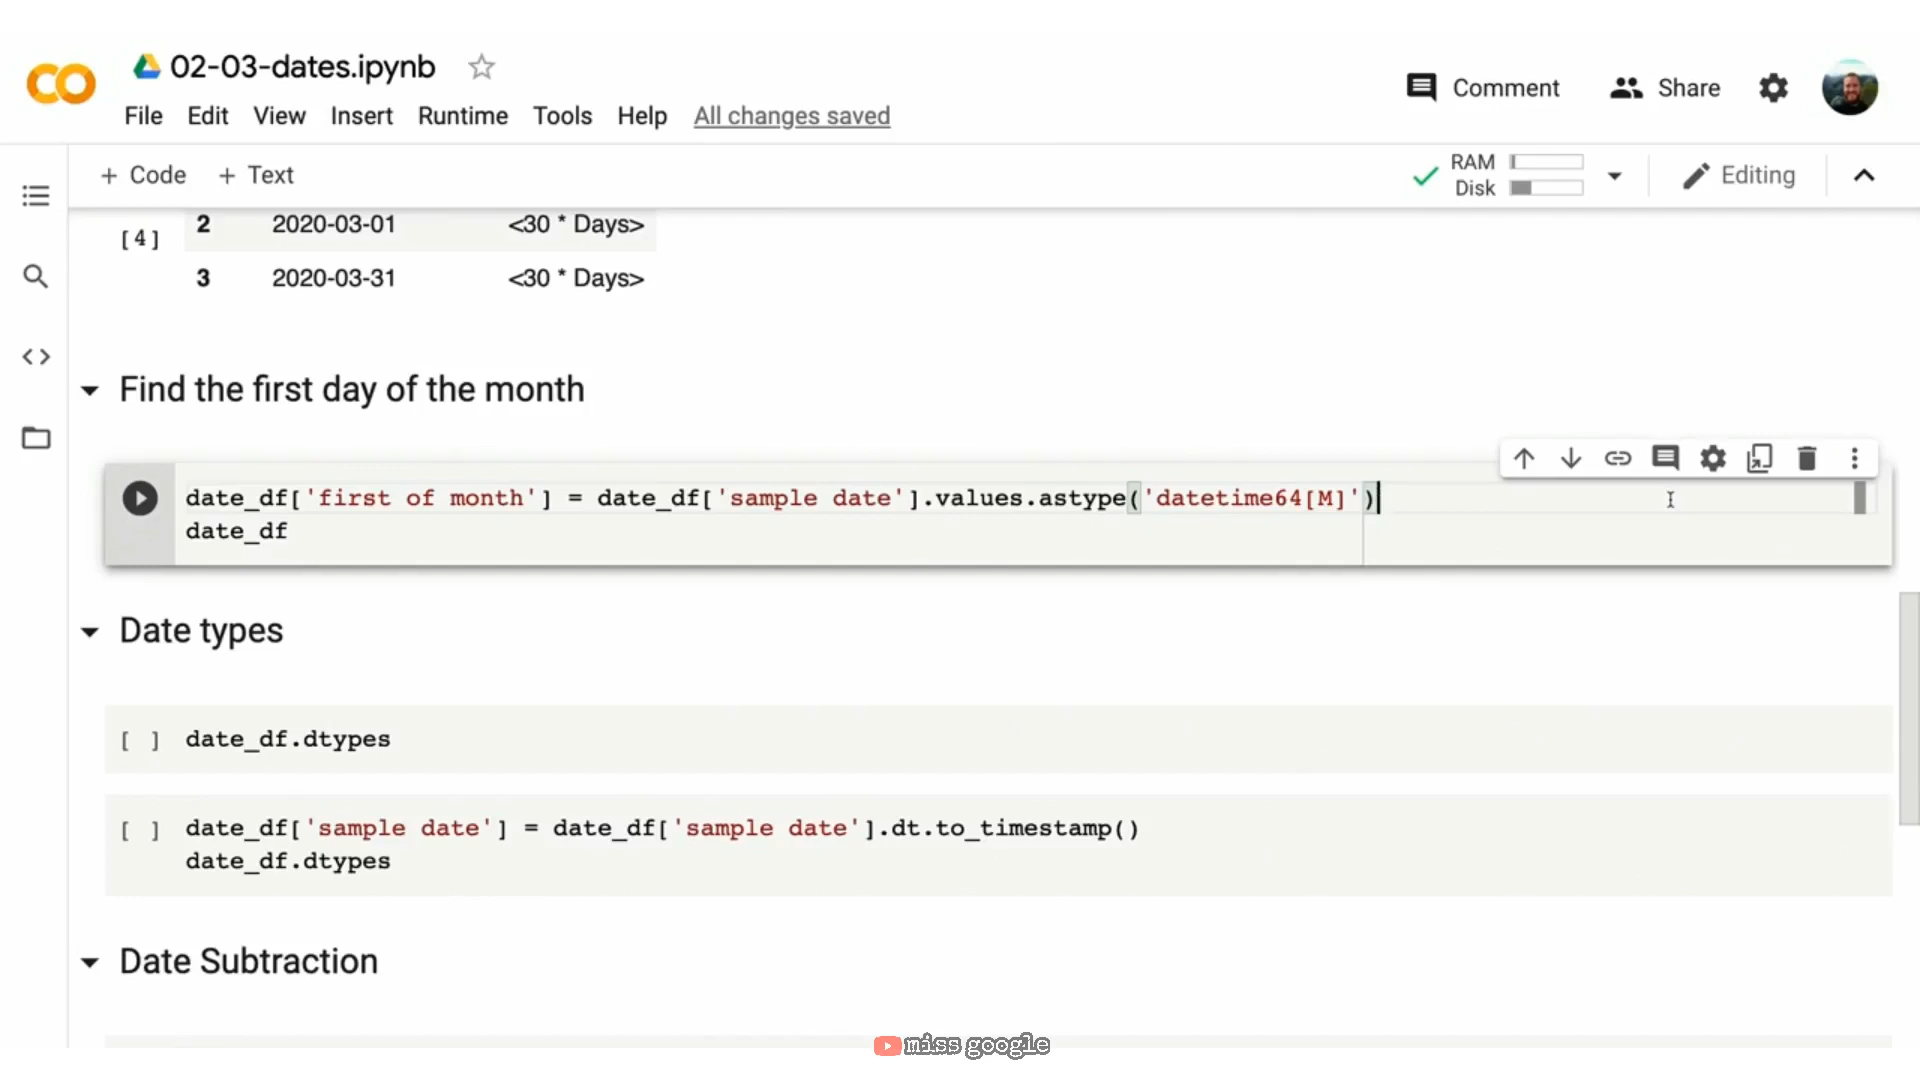 02-03-dates.ipynb
File Edit View Insert Runtime Tools Help All changes saved
Comment Share
+ Code + Text
RAM
Disk
Editing
[4] 2 2020-03-01 <30 * Days>
3 2020-03-31 <30 * Days>
Find the first day of the month
date_df['first of month'] = date_df['sample date'].values.astype('datetime64[M]')
date_df
Date types
[ ] date_df.dtypes
[ ] date_df['sample date'] = date_df['sample date'].dt.to_timestamp()
date_df.dtypes
Date Subtraction
miss google